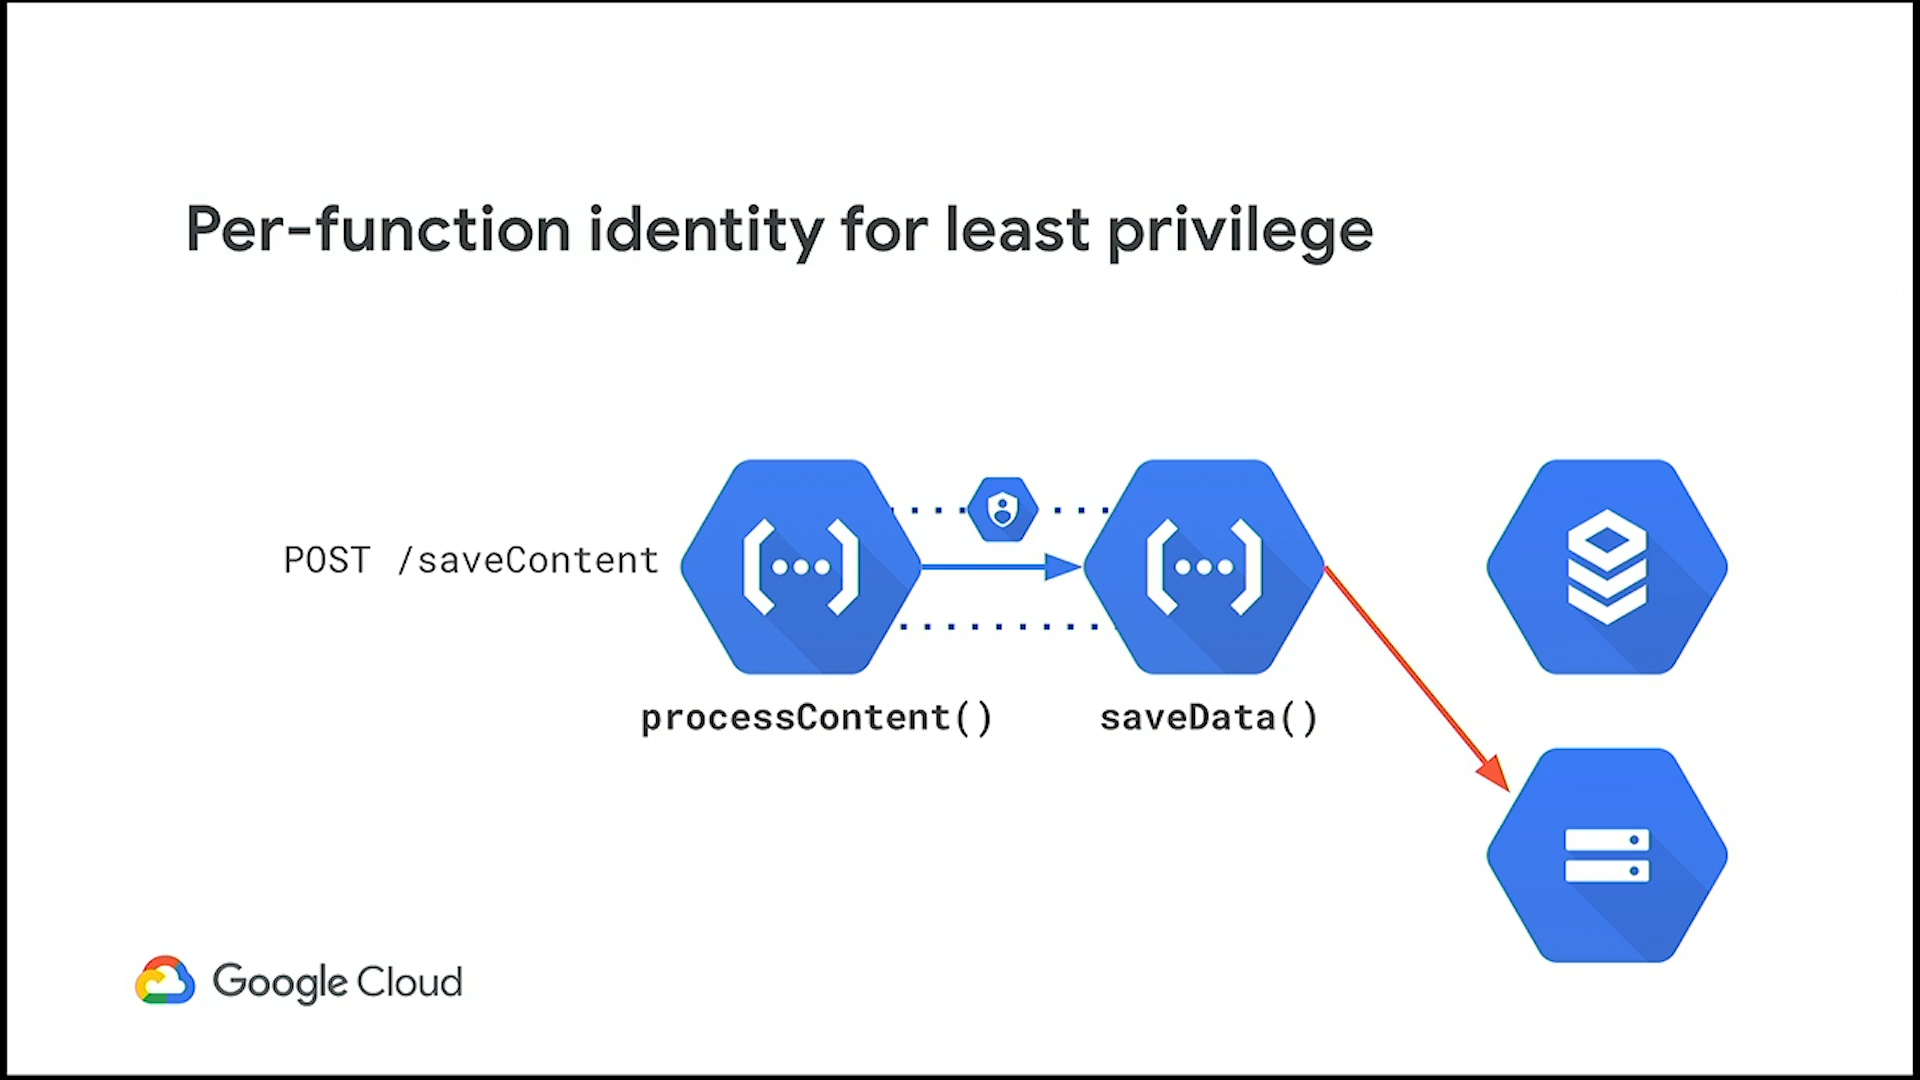 Per-function identity for least privilege
POST /saveContent
processContent()
saveData()
Google Cloud